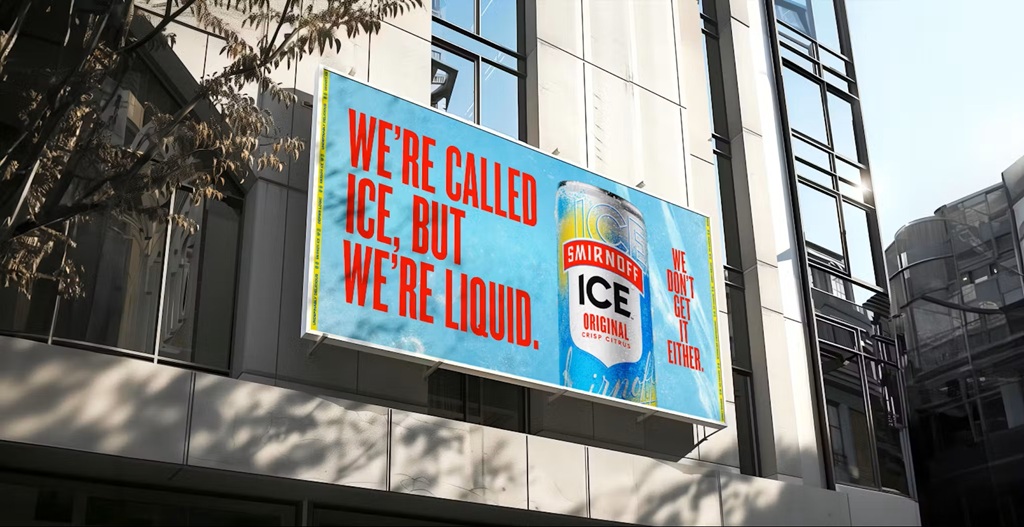 WE'RE CALLED
ICE, BUT
WE'RE LIQUID.
ICE
SMIRNOFF
ICE
ORIGINAL
CRISP CITRUS
Smirnoff
WE
DON'T
GET
IT
EITHER.